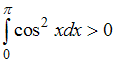 ∫₀^π cos² xdx > 0